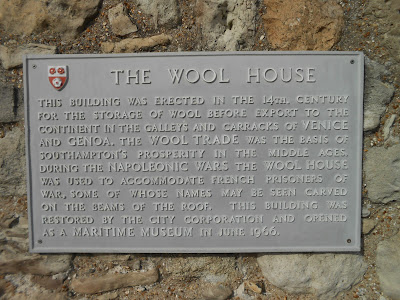 THE WOOL HOUSE
THIS BUILDING WAS ERECTED IN THE 14TH. CENTURY
FOR THE STORAGE OF WOOL BEFORE EXPORT TO THE
CONTINENT IN THE GALLEYS AND CARRACKS OF VENICE
AND GENOA. THE WOOL TRADE WAS THE BASIS OF
SOUTHAMPTON'S PROSPERITY IN THE MIDDLE AGES.
DURING THE NAPOLEONIC WARS THE WOOL HOUSE
WAS USED TO ACCOMMODATE FRENCH PRISONERS OF
WAR, SOME OF WHOSE NAMES MAY BE SEEN CARVED
ON THE BEAMS OF THE ROOF. THIS BUILDING WAS
RESTORED BY THE CITY CORPORATION AND OPENED
AS A MARITIME MUSEUM IN JUNE 1966.